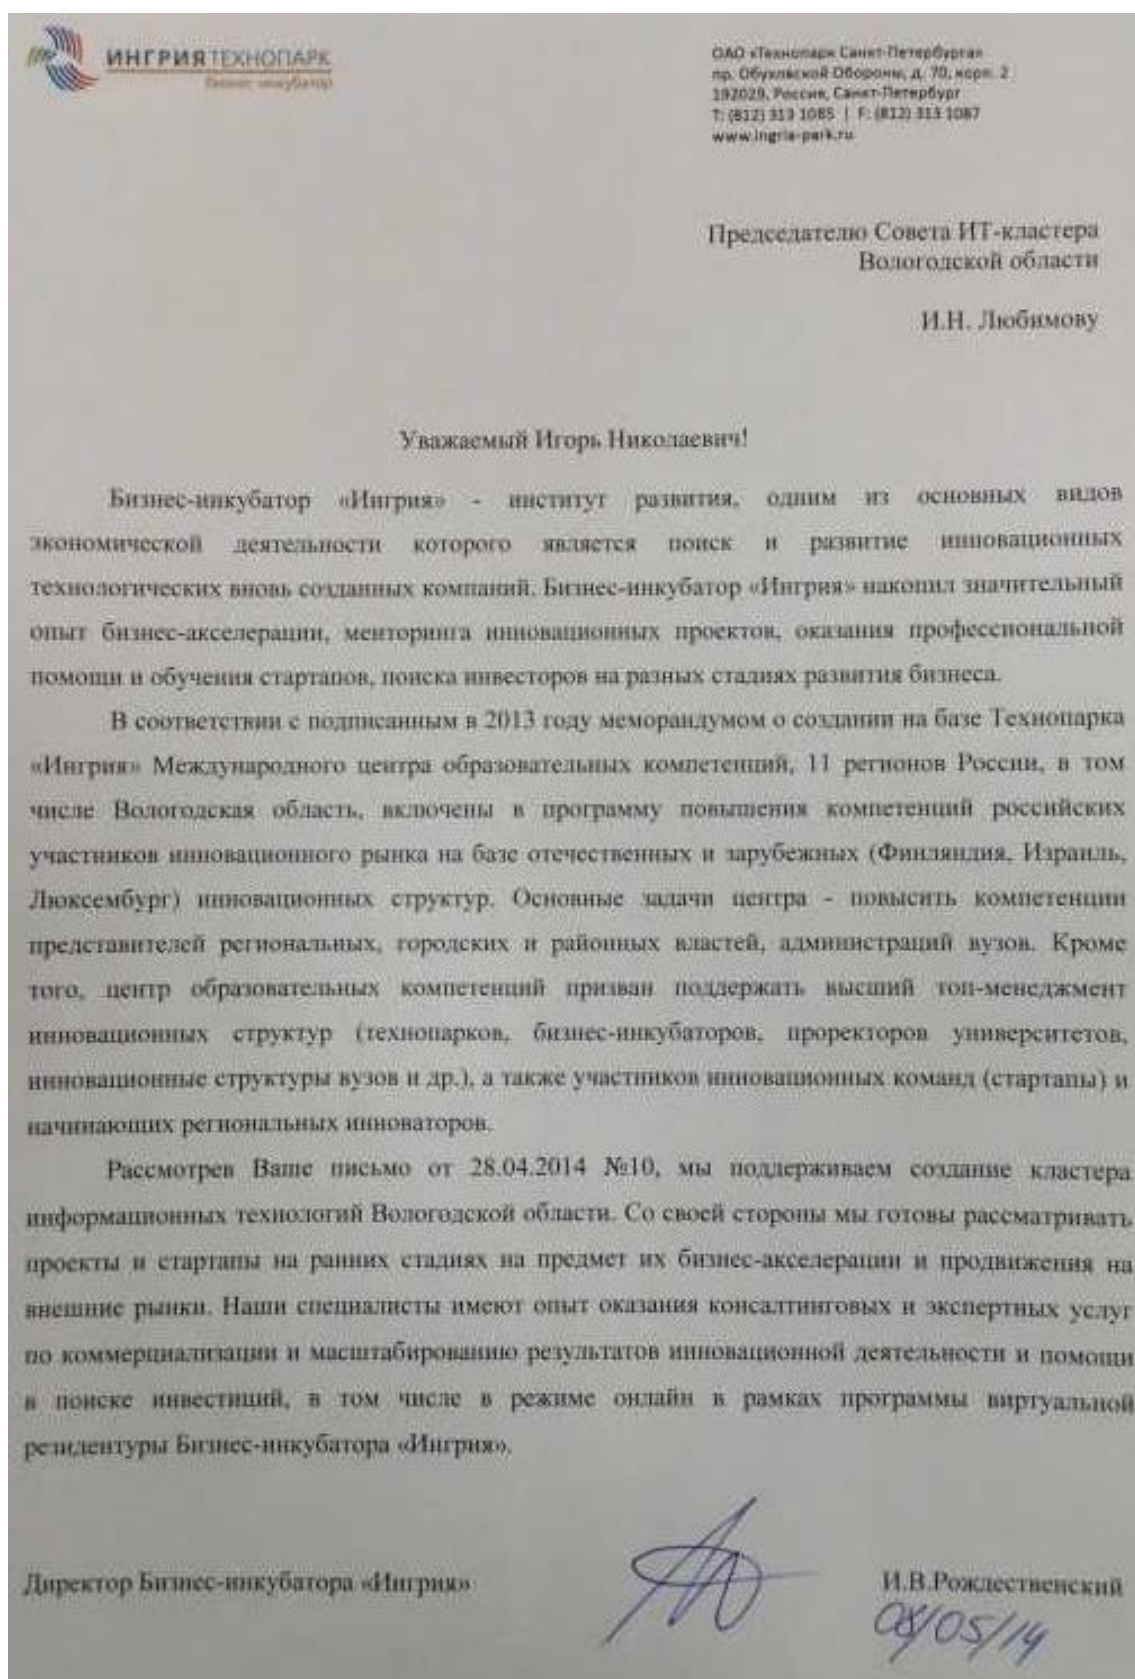 ИНГРИЯ ТЕХНОПАРК
бизнес инкубатор
ОАО «Технопарк Санкт-Петербурга»
пр. Обуховской Обороны, д. 70, корп. 2
192029, Россия, Санкт-Петербург
Т: (812) 313 1085 | F: (812) 313 1087
www.ingria-park.ru
Председателю Совета ИТ-кластера
Вологодской области
И.Н. Любимову
Уважаемый Игорь Николаевич!
Бизнес-инкубатор «Ингрия» - институт развития, одним из основных видов
экономической деятельности которого является поиск и развитие инновационных
технологических вновь созданных компаний. Бизнес-инкубатор «Ингрия» накопил значительный
опыт бизнес-акселерации, менторинга инновационных проектов, оказания профессиональной
помощи и обучения стартапов, поиска инвесторов на разных стадиях развития бизнеса.
В соответствии с подписанным в 2013 году меморандумом о создании на базе Технопарка
«Ингрия» Международного центра образовательных компетенций, 11 регионов России, в том
числе Вологодская область, включены в программу повышения компетенций российских
участников инновационного рынка на базе отечественных и зарубежных (Финляндия, Израиль,
Люксембург) инновационных структур. Основные задачи центра - повысить компетенции
представителей региональных, городских и районных властей, администраций вузов. Кроме
того, центр образовательных компетенций призван поддержать высший топ-менеджмент
инновационных структур (технопарков, бизнес-инкубаторов, проректоров университетов,
инновационные структуры вузов и др.), а также участников инновационных команд (стартапы) и
начинающих региональных инноваторов.
Рассмотрев Ваше письмо от 28.04.2014 №10, мы поддерживаем создание кластера
информационных технологий Вологодской области. Со своей стороны мы готовы рассматривать
проекты и стартапы на ранних стадиях на предмет их бизнес-акселерации и продвижения на
внешние рынки. Наши специалисты имеют опыт оказания консалтинговых и экспертных услуг
по коммерциализации и масштабированию результатов инновационной деятельности и помощи
в поиске инвестиций, в том числе в режиме онлайн в рамках программы виртуальной
резидентуры Бизнес-инкубатора «Ингрия».
Директор Бизнес-инкубатора «Ингрия»
И.В.Рождественский
08/05/14